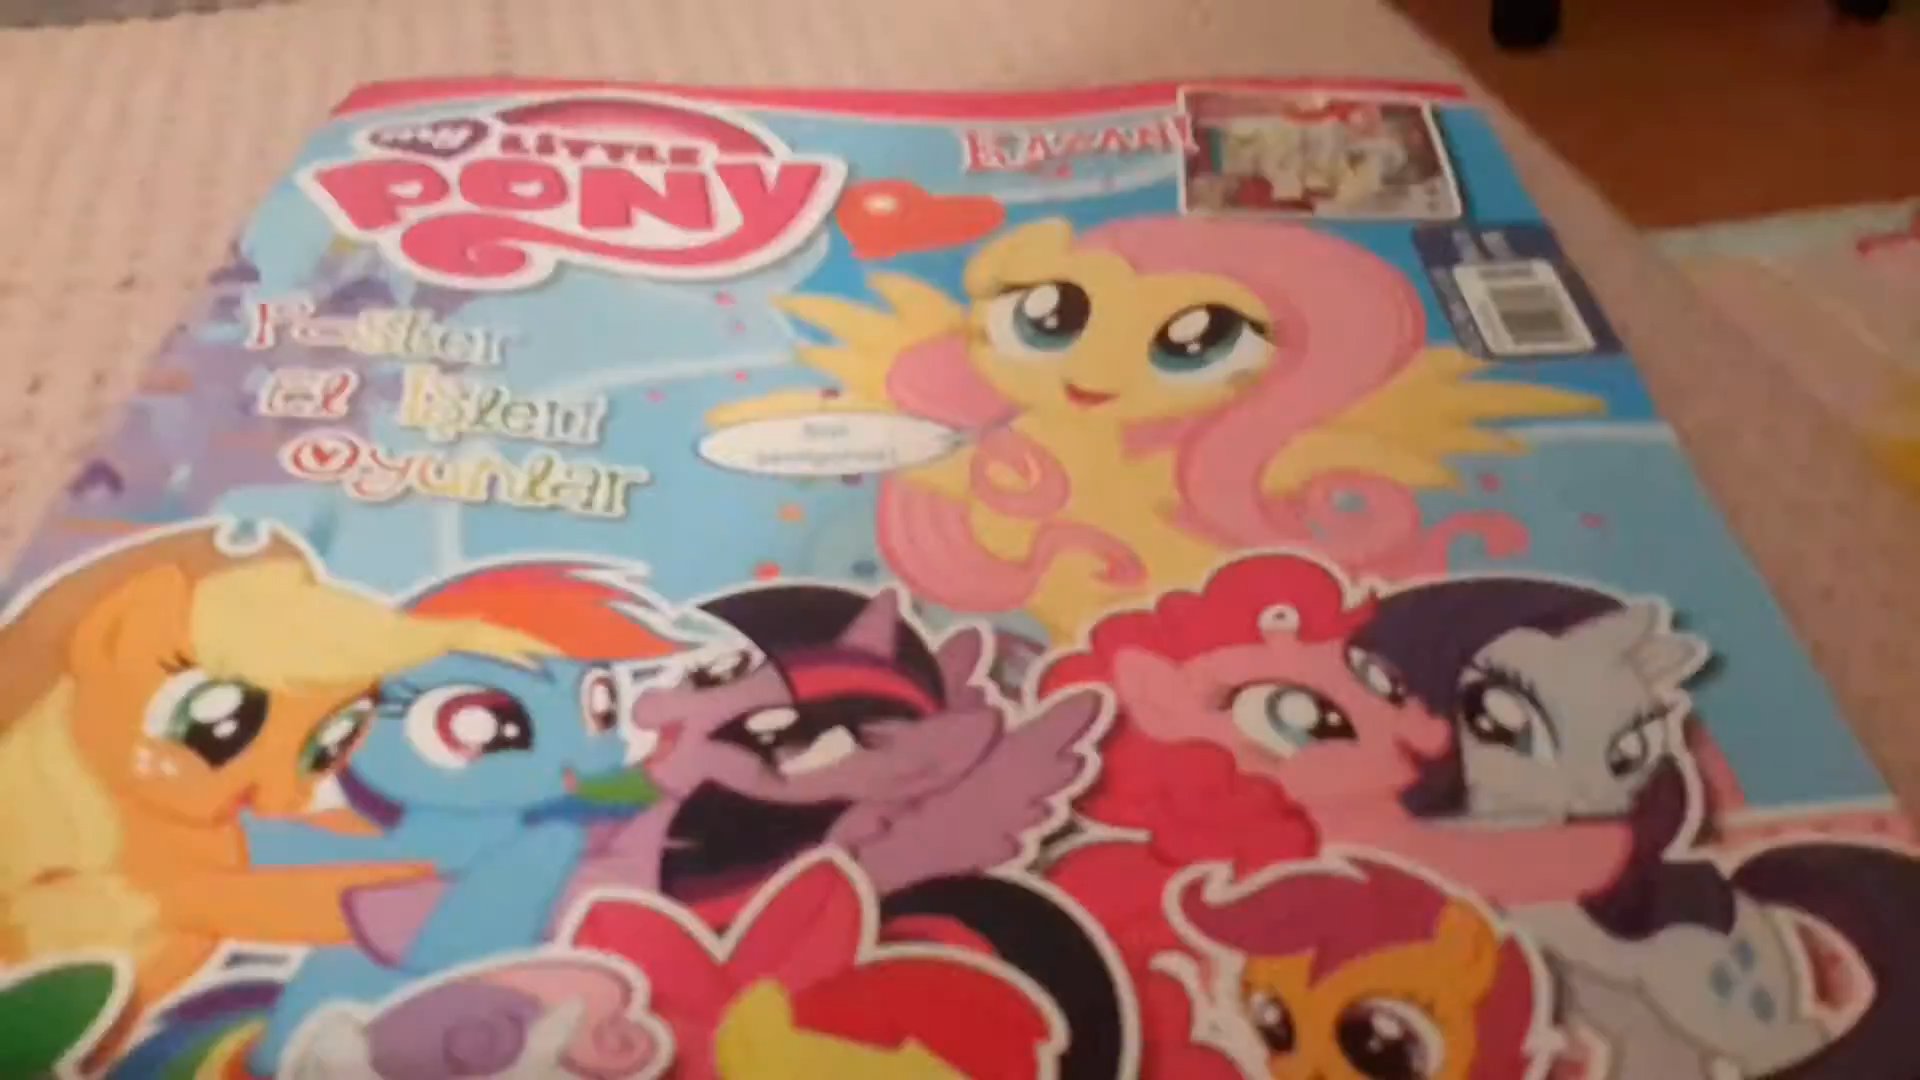 my LITTLE
PONY
KAZAN!
Poster
El İşleri
Oyunlar